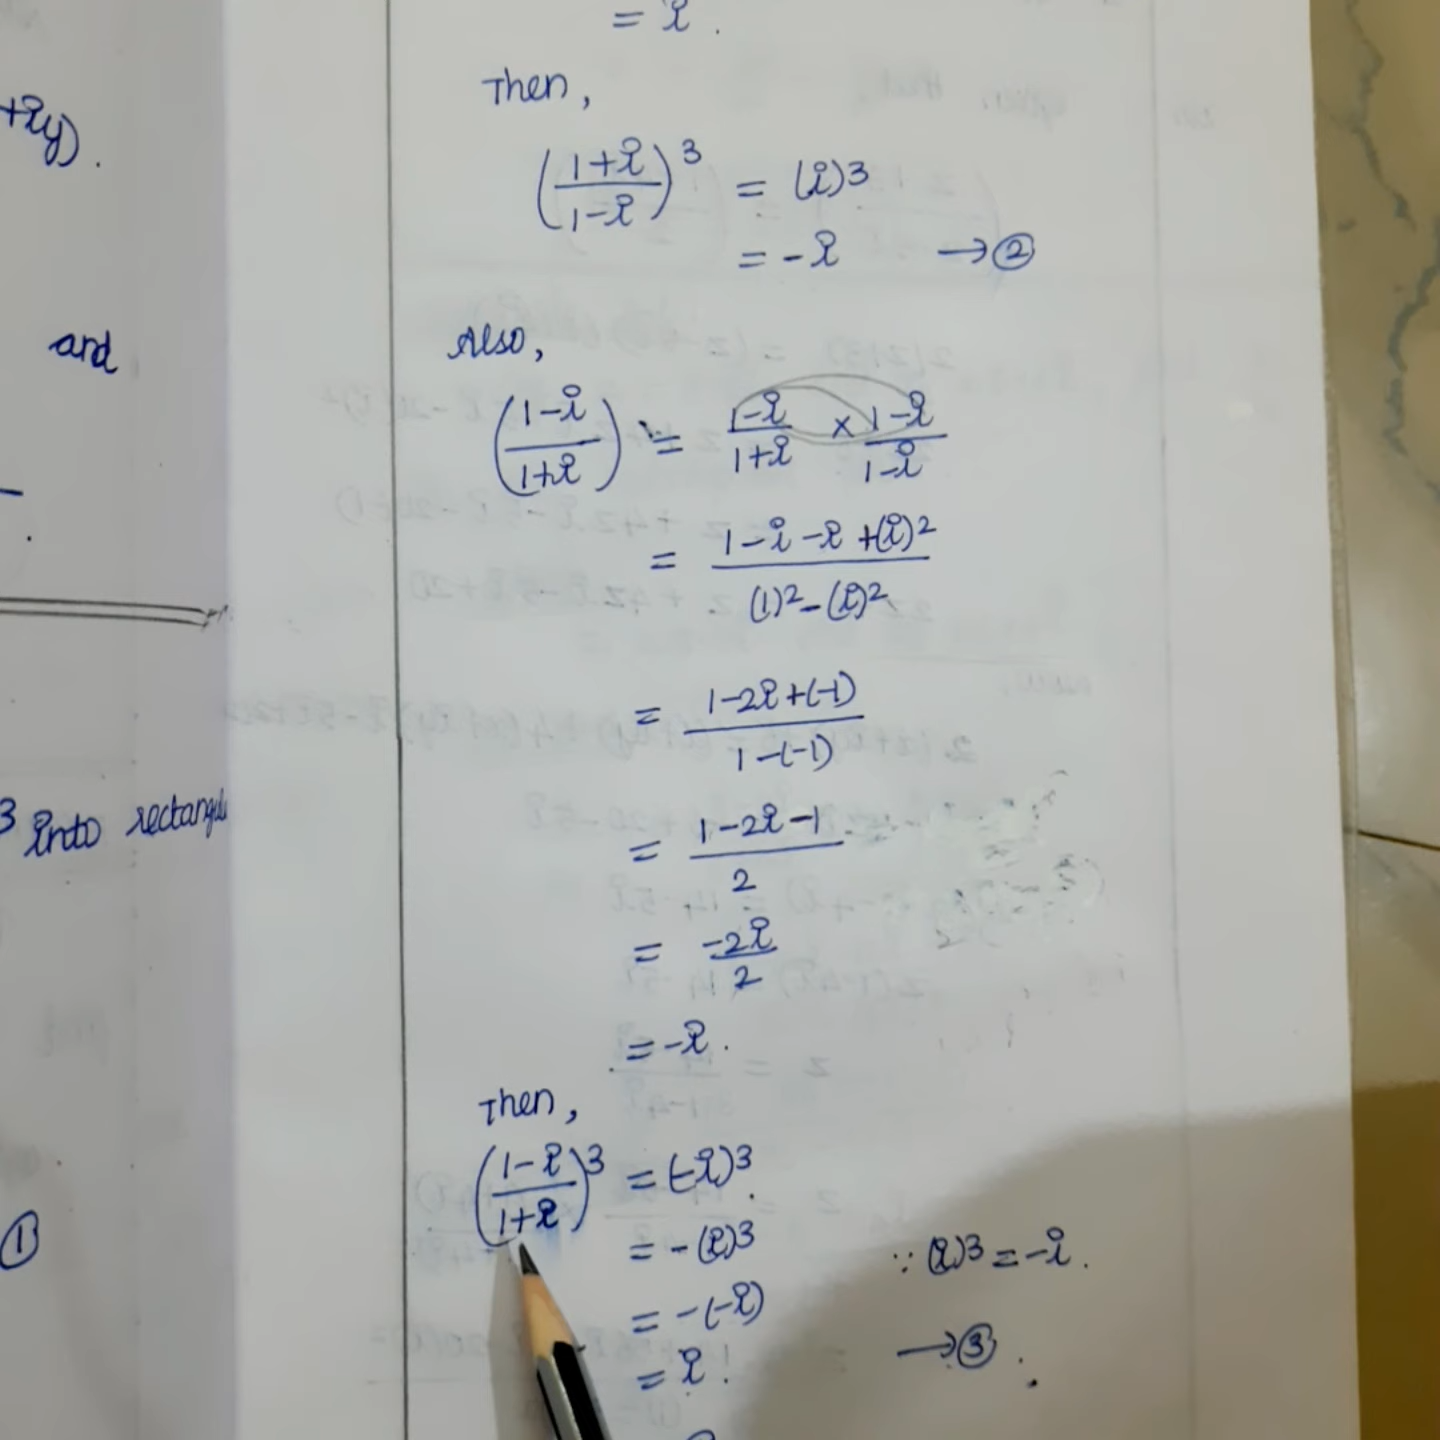 = i.
Then,
((1+i)/(1-i))^3 = (i)^3
= -i → ②
+iy).
Also,
and
((1-i)/(1+i)) = (1-i)/(1+i) × (1-i)/(1-i)
= (1-i-i+(i)^2)/((1)^2-(i)^2)
= (1-2i+(-1))/(1-(-1))
3 into rectangul
= (1-2i-1)/2
= -2i/2
= -i.
Then,
((1-i)/(1+i))^3 = (-i)^3
①
= -(i)^3 ∵ (i)^3 = -i.
= -(-i)
= i! → ③.